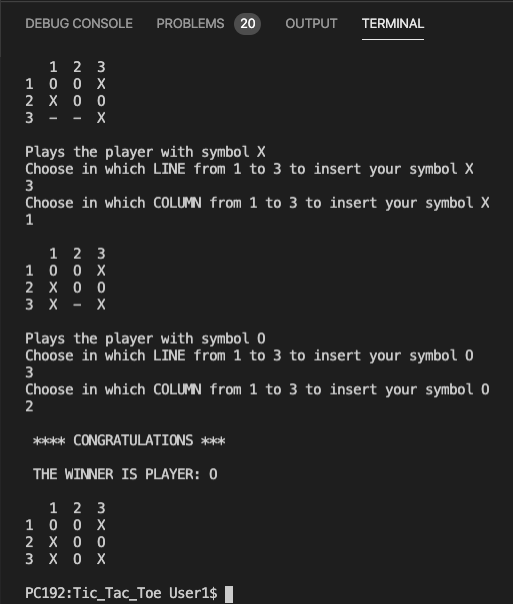 DEBUG CONSOLE PROBLEMS 20 OUTPUT TERMINAL
1 2 3
1 O O X
2 X O O
3 – – X
Plays the player with symbol X
Choose in which LINE from 1 to 3 to insert your symbol X
3
Choose in which COLUMN from 1 to 3 to insert your symbol X
1
1 2 3
1 O O X
2 X O O
3 X – X
Plays the player with symbol O
Choose in which LINE from 1 to 3 to insert your symbol O
3
Choose in which COLUMN from 1 to 3 to insert your symbol O
2
**** CONGRATULATIONS ***
THE WINNER IS PLAYER: O
1 2 3
1 O O X
2 X O O
3 X O X
PC192:Tic_Tac_Toe User1$